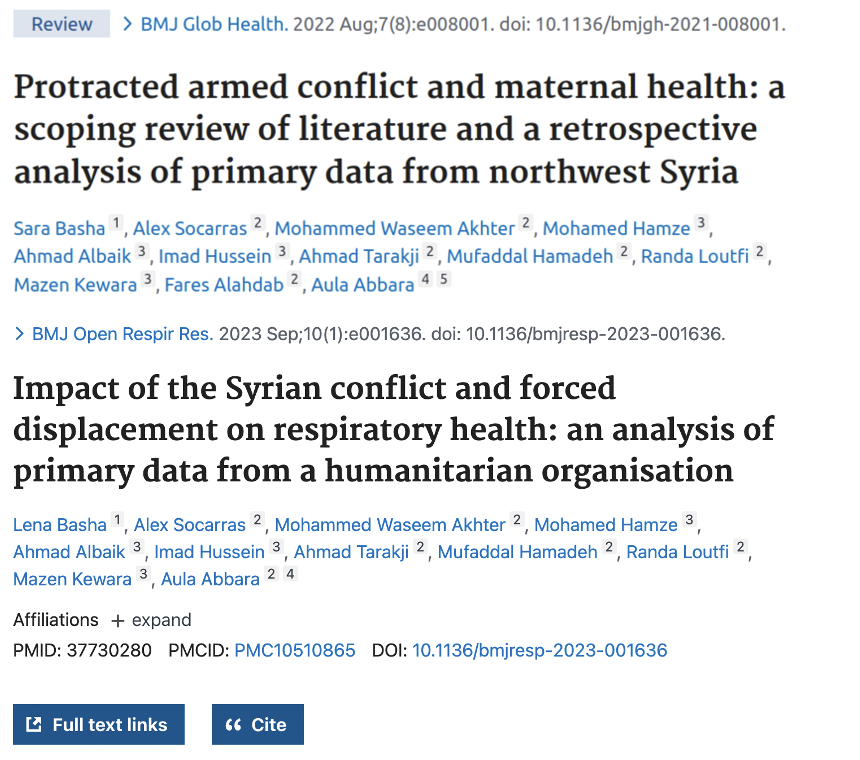 Review > BMJ Glob Health. 2022 Aug;7(8):e008001. doi: 10.1136/bmjgh-2021-008001.
Protracted armed conflict and maternal health: a
scoping review of literature and a retrospective
analysis of primary data from northwest Syria
Sara Basha 1, Alex Socarras 2, Mohammed Waseem Akhter 2, Mohamed Hamze 3,
Ahmad Albaik 3, Imad Hussein 3, Ahmad Tarakji 2, Mufaddal Hamadeh 2, Randa Loutfi 2,
Mazen Kewara 3, Fares Alahdab 2, Aula Abbara 4 5
> BMJ Open Respir Res. 2023 Sep;10(1):e001636. doi: 10.1136/bmjresp-2023-001636.
Impact of the Syrian conflict and forced
displacement on respiratory health: an analysis of
primary data from a humanitarian organisation
Lena Basha 1, Alex Socarras 2, Mohammed Waseem Akhter 2, Mohamed Hamze 3,
Ahmad Albaik 3, Imad Hussein 3, Ahmad Tarakji 2, Mufaddal Hamadeh 2, Randa Loutfi 2,
Mazen Kewara 3, Aula Abbara 2 4
Affiliations + expand
PMID: 37730280 PMCID: PMC10510865 DOI: 10.1136/bmjresp-2023-001636
Full text links “ Cite